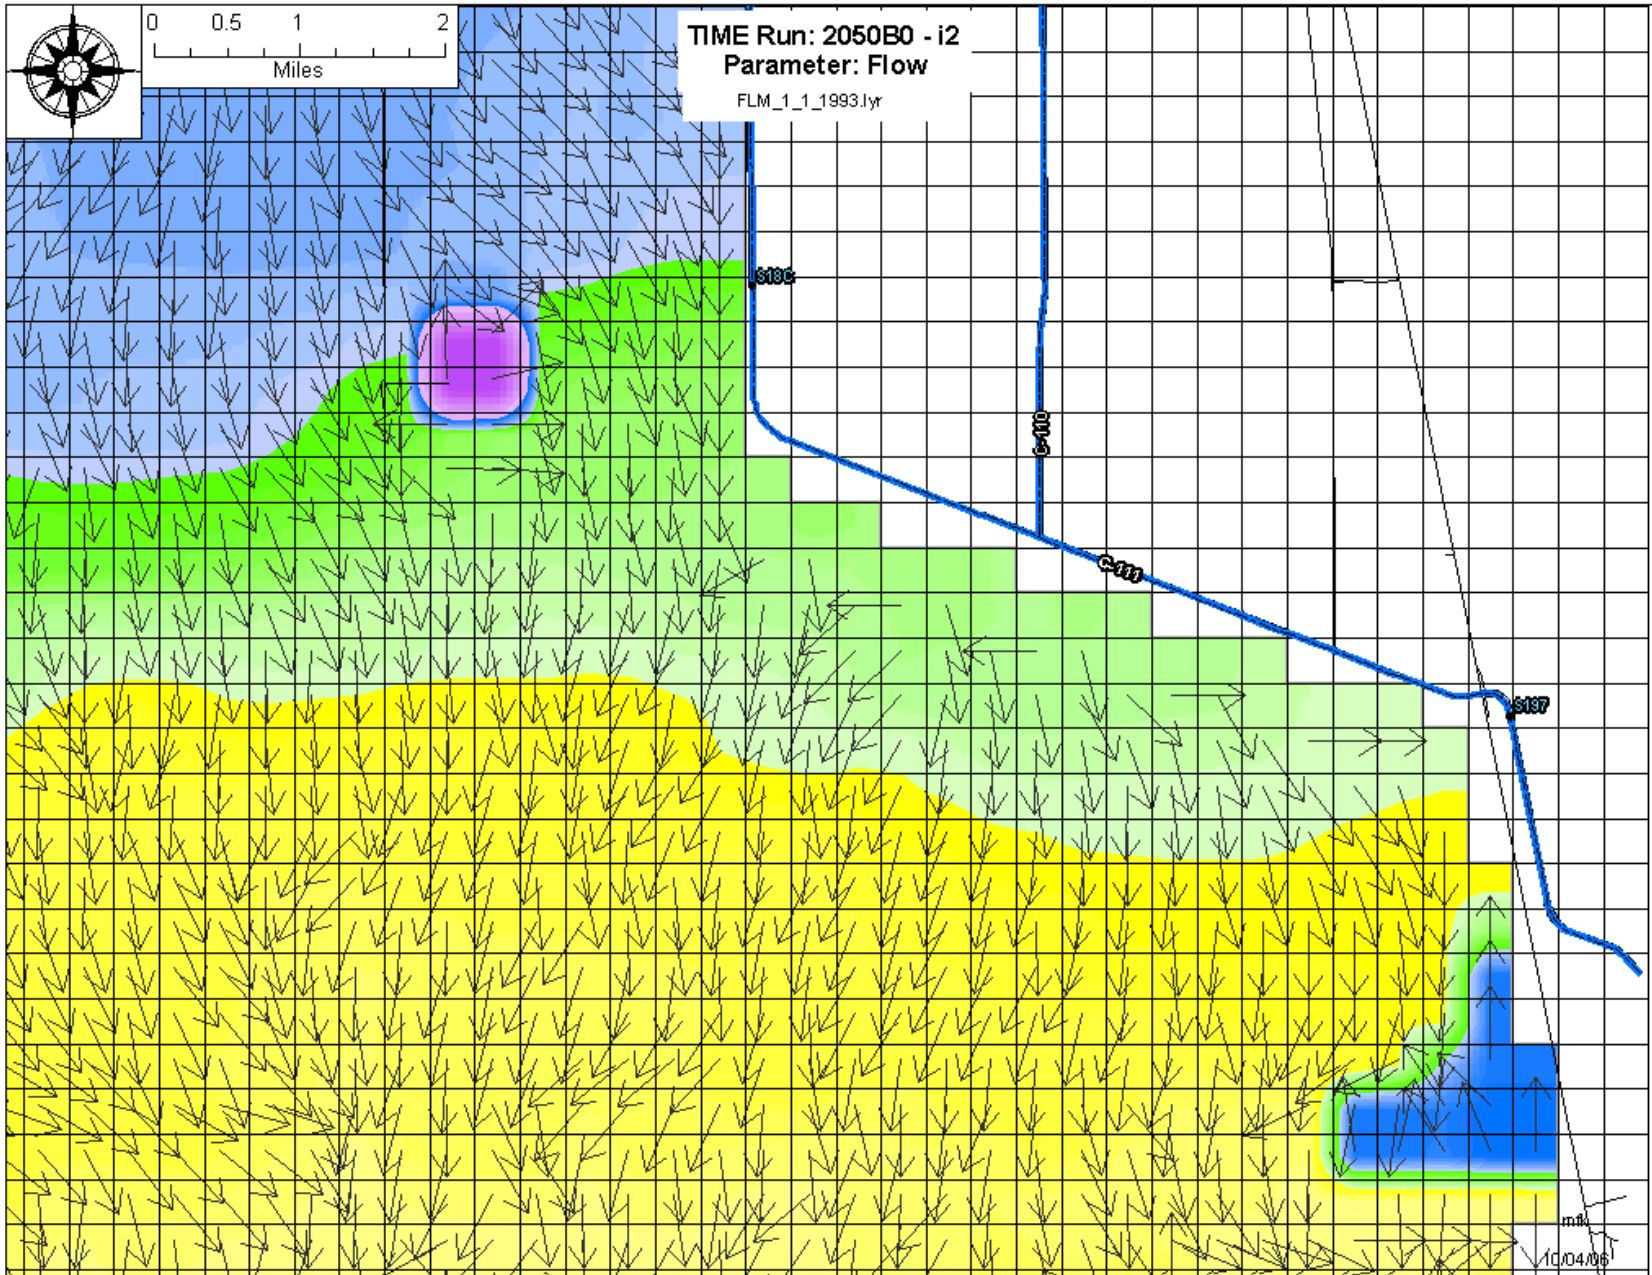 0 0.5 1 2
Miles
TIME Run: 2050B0 - i2
Parameter: Flow
FLM_1_1_1993.lyr
S18C
C-110
C-111
S197
mfk
10/04/06